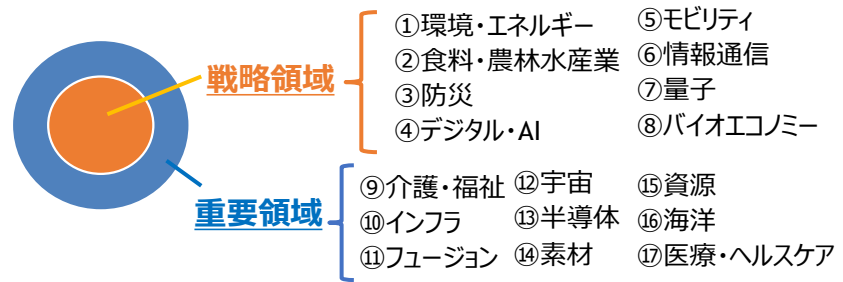 戦略領域
①環境・エネルギー
②食料・農林水産業
③防災
④デジタル・AI
⑤モビリティ
⑥情報通信
⑦量子
⑧バイオエコノミー
重要領域
⑨介護・福祉
⑩インフラ
⑪フュージョン
⑫宇宙
⑬半導体
⑭素材
⑮資源
⑯海洋
⑰医療・ヘルスケア